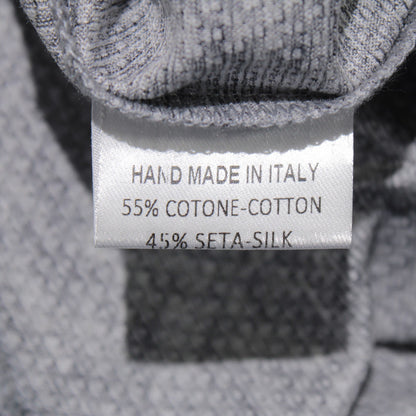 HAND MADE IN ITALY
55% COTONE-COTTON
45% SETA-SILK